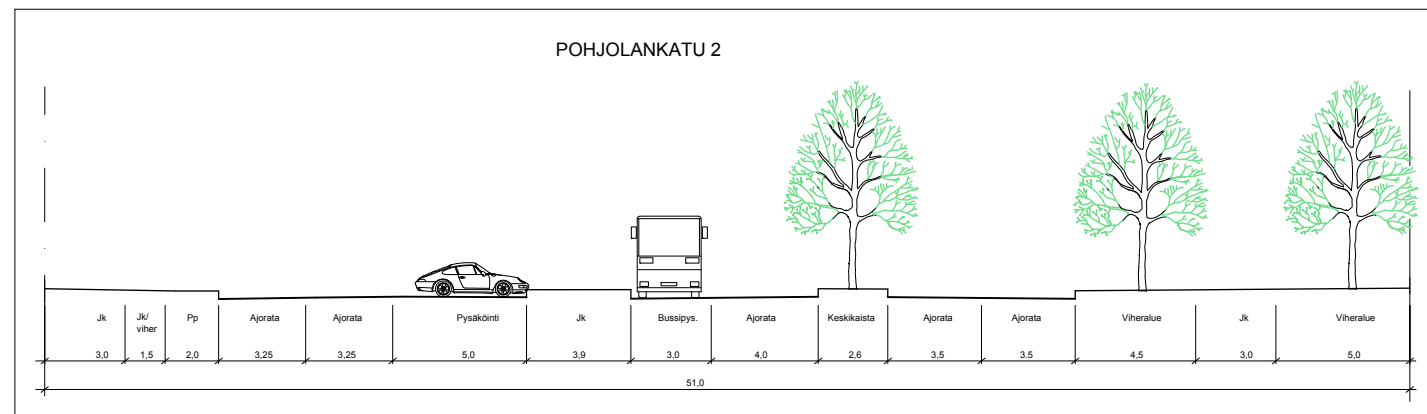 POHJOLANKATU 2
Jk Jk/ Pp Ajorata Ajorata Pysäköinti Jk Bussipys. Ajorata Keskikaista Ajorata Ajorata Viheralue Jk Viheralue
viher
3,0 1,5 2,0 3,25 3,25 5,0 3,9 3,0 4,0 2,6 3,5 3.5 4,5 3,0 5,0
51,0